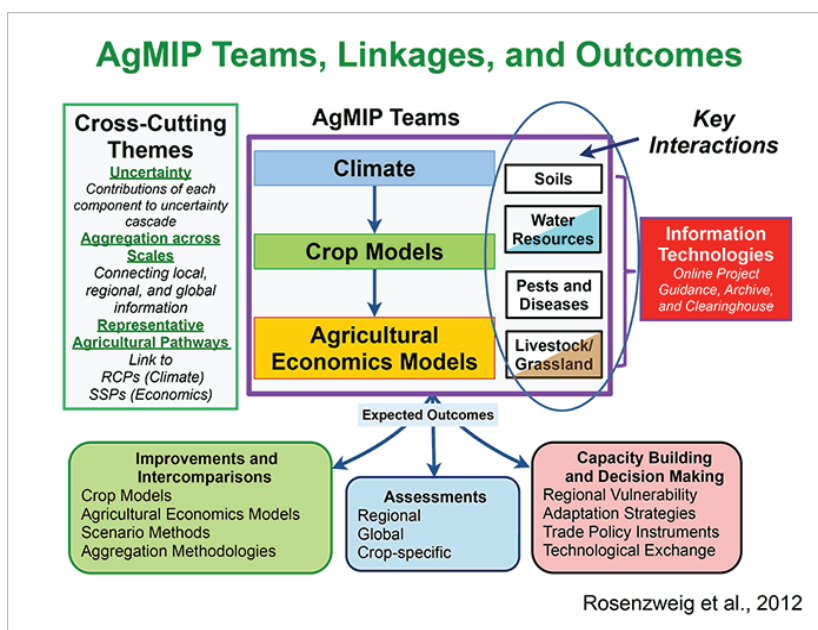 AgMIP Teams, Linkages, and Outcomes
Cross-Cutting
Themes
Uncertainty
Contributions of each
component to uncertainty
cascade
Aggregation across
Scales
Connecting local,
regional, and global
information
Representative
Agricultural Pathways
Link to
RCPs (Climate)
SSPs (Economics)
AgMIP Teams
Climate
Crop Models
Agricultural
Economics Models
Soils
Water
Resources
Pests and
Diseases
Livestock/
Grassland
Key
Interactions
Information
Technologies
Online Project
Guidance, Archive,
and Clearinghouse
Expected Outcomes
Improvements and
Intercomparisons
Crop Models
Agricultural Economics Models
Scenario Methods
Aggregation Methodologies
Assessments
Regional
Global
Crop-specific
Capacity Building
and Decision Making
Regional Vulnerability
Adaptation Strategies
Trade Policy Instruments
Technological Exchange
Rosenzweig et al., 2012